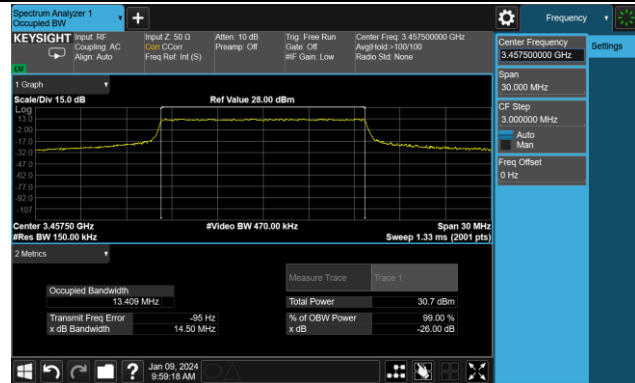 Spectrum Analyzer 1
Occupied BW
+
Frequency
KEYSIGHT
Input: RF
Coupling: AC
Align: Auto
Input Z: 50 Ω
Corr CCorr
Freq Ref: Int (S)
Atten: 10 dB
Preamp: Off
Trig: Free Run
Gate: Off
#IF Gain: Low
Center Freq: 3.457500000 GHz
Avg|Hold:>100/100
Radio Std: None
Center Frequency
3.457500000 GHz
Settings
Span
30.000 MHz
CF Step
3.000000 MHz
Auto
Man
Freq Offset
0 Hz
1 Graph
Scale/Div 15.0 dB
Ref Value 28.00 dBm
Log
13.0
-2.00
-17.0
-32.0
-47.0
-62.0
-77.0
-92.0
-107
Center 3.45750 GHz
#Video BW 470.00 kHz
Span 30 MHz
#Res BW 150.00 kHz
Sweep 1.33 ms (2001 pts)
2 Metrics
Measure Trace
Trace 1
Occupied Bandwidth
13.409 MHz
Total Power
30.7 dBm
Transmit Freq Error
-95 Hz
% of OBW Power
99.00 %
x dB Bandwidth
14.50 MHz
x dB
-26.00 dB
?
Jan 09, 2024
9:59:18 AM